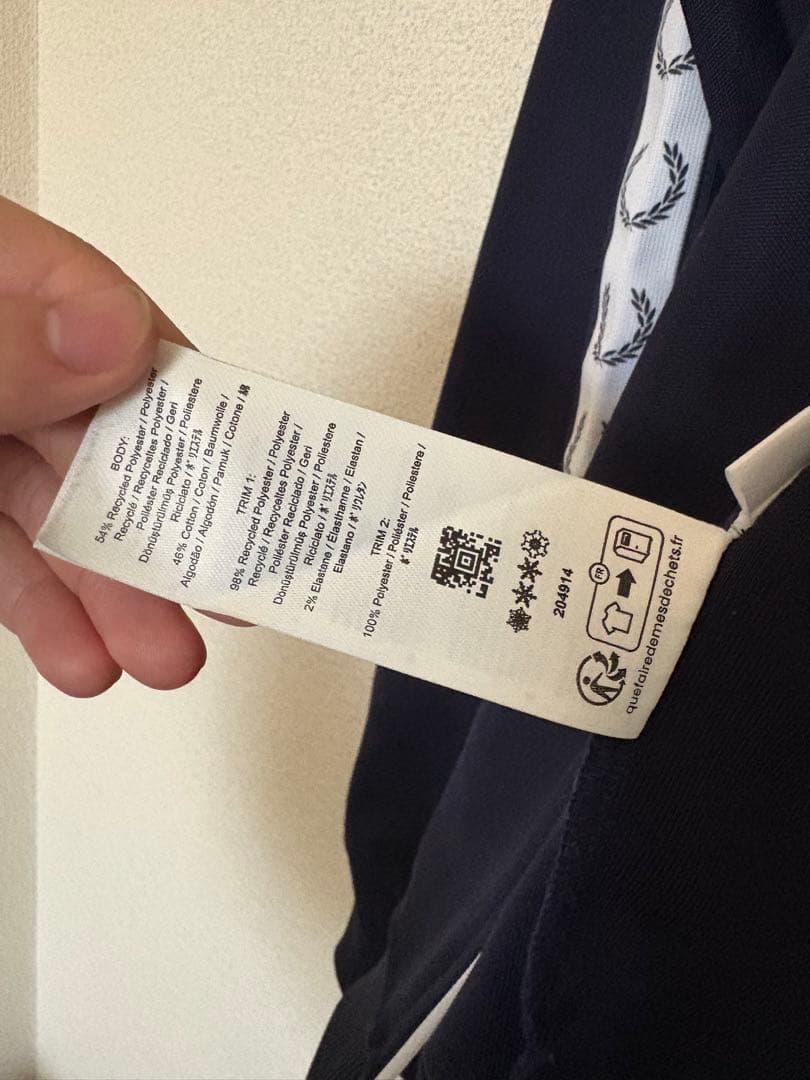 BODY:
54% Recycled Polyester / Polyester
Recyclé / Recyceltes Polyester /
Poliéster Reciclado / Geri
Dönüştürülmüş Polyester / Poliestere
Riciclato / ポリエステル
46% Cotton / Coton / Baumwolle /
Algodão / Algodón / Pamuk / Cotone / 綿
TRIM 1:
98% Recycled Polyester / Polyester
Recyclé / Recyceltes Polyester /
Poliéster Reciclado / Geri
Dönüştürülmüş Polyester / Poliestere
Riciclato / ポリエステル
2% Elastane / Élasthanne / Elastan /
Elastano / ポリウレタン
TRIM 2:
100% Polyester / Poliéster / Poliestere /
ポリエステル
204914
FR
quefairedemesdechets.fr